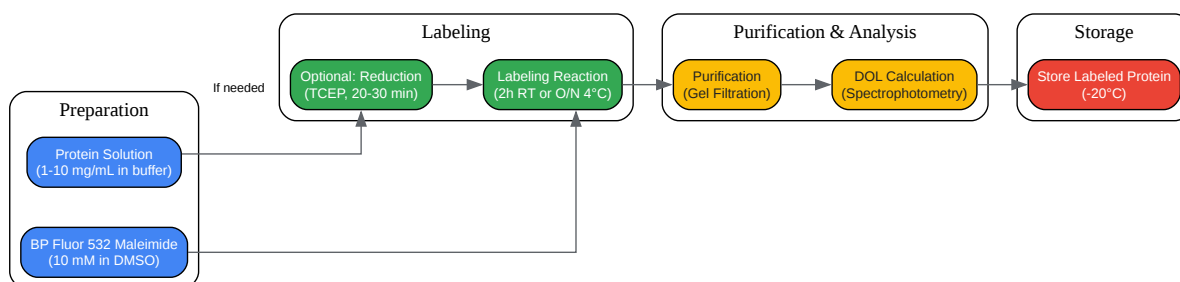 Labeling
Purification & Analysis
Storage
Optional: Reduction
(TCEP, 20-30 min)
Labeling Reaction
(2h RT or O/N 4°C)
Purification
(Gel Filtration)
DOL Calculation
(Spectrophotometry)
Store Labeled Protein
(-20°C)
If needed
Preparation
Protein Solution
(1-10 mg/mL in buffer)
BP Fluor 532 Maleimide
(10 mM in DMSO)